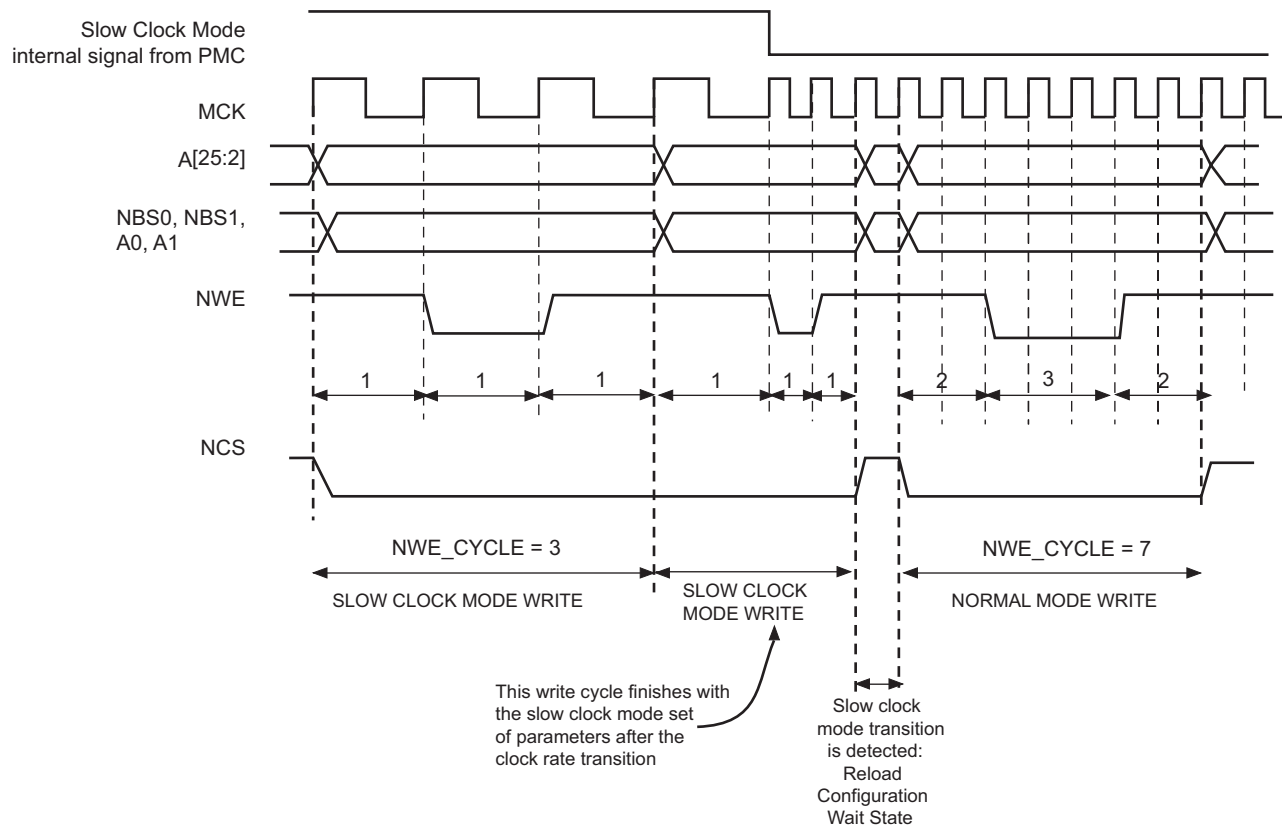 Slow Clock Mode
internal signal from PMC
MCK
A[25:2]
NBS0, NBS1,
A0, A1
NWE
1 1 1 1 1 1 2 3 2
NCS
NWE_CYCLE = 3
NWE_CYCLE = 7
SLOW CLOCK MODE WRITE
SLOW CLOCK
MODE WRITE
NORMAL MODE WRITE
This write cycle finishes with
the slow clock mode set
of parameters after the
clock rate transition
Slow clock
mode transition
is detected:
Reload
Configuration
Wait State